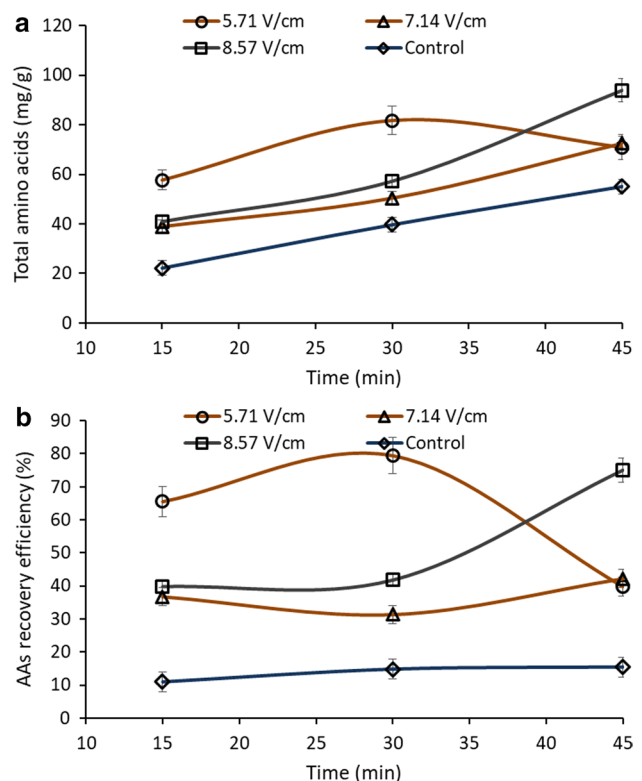 a
5.71 V/cm 7.14 V/cm
8.57 V/cm Control
Total amino acids (mg/g)
120
100
80
60
40
20
0
10 15 20 25 30 35 40 45
Time (min)
b
5.71 V/cm 7.14 V/cm
8.57 V/cm Control
AAs recovery efficiency (%)
90
80
70
60
50
40
30
20
10
0
10 15 20 25 30 35 40 45
Time (min)